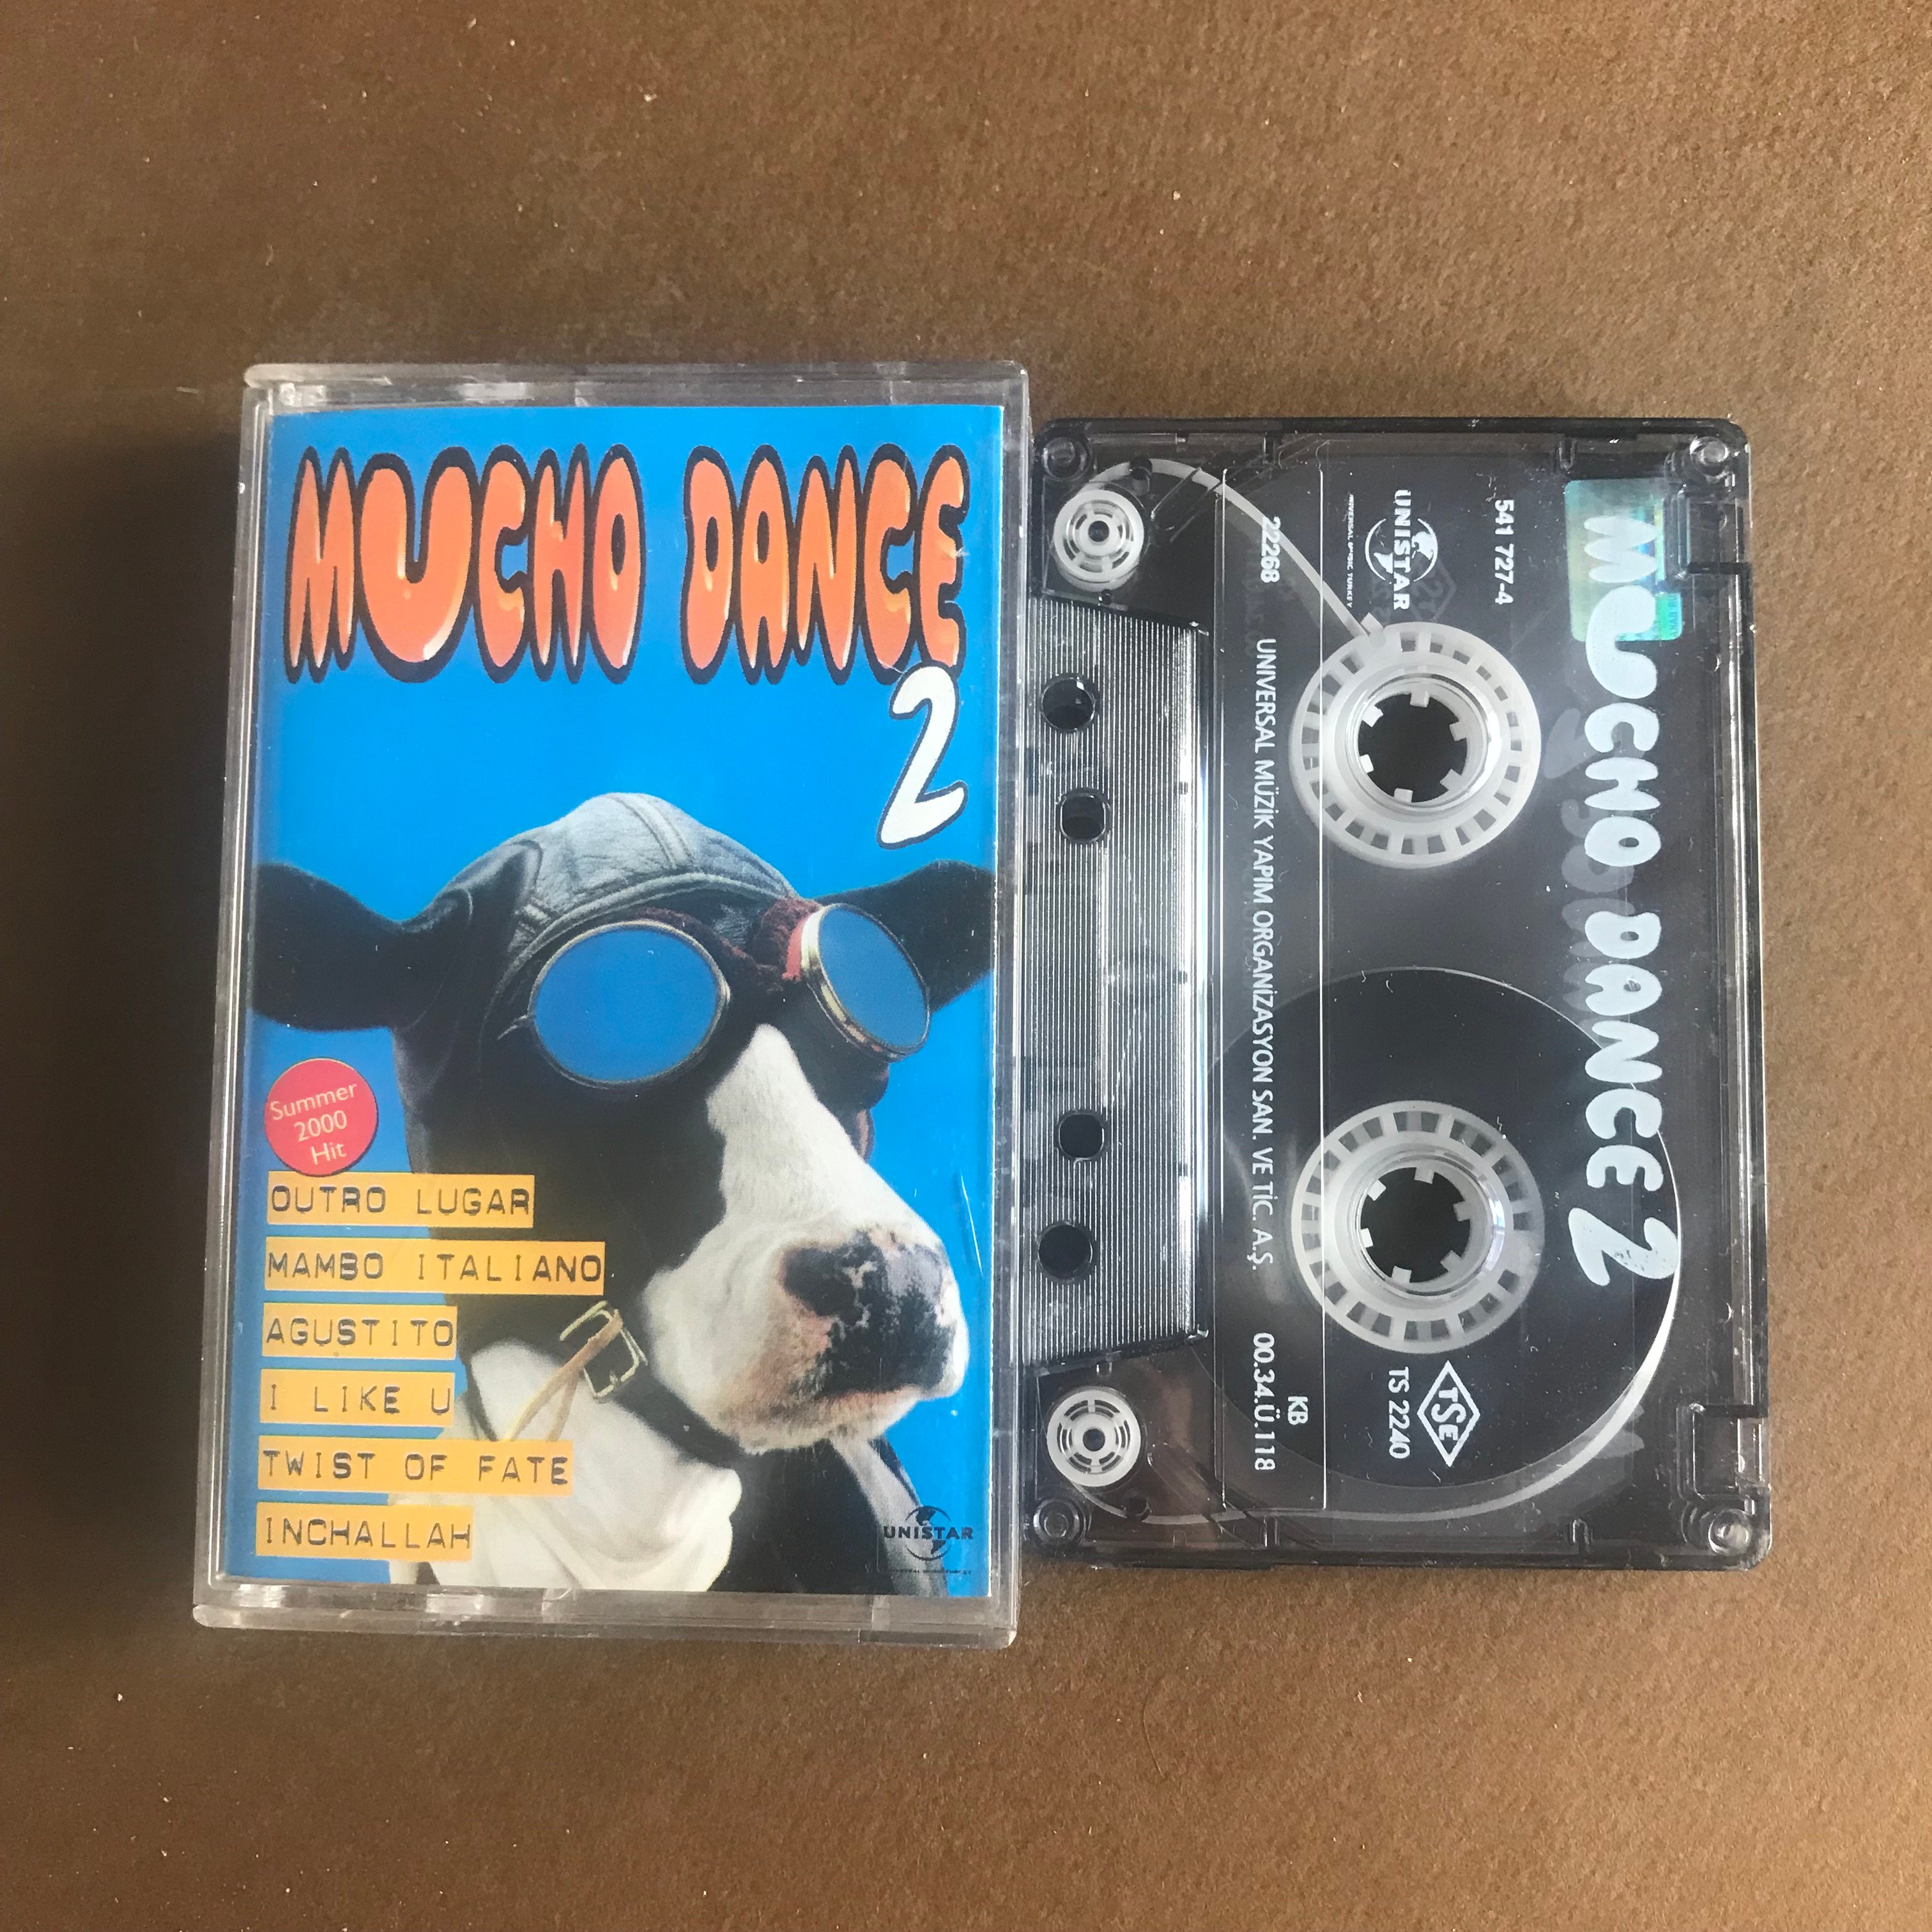 MUCHO DANCE
2
Summer
2000
Hit
OUTRO LUGAR
MAMBO ITALIANO
AGUSTITO
I LIKE U
TWIST OF FATE
INCHALLAH
UNISTAR
MUCHO DANCE 2
541 727-4
UNISTAR
22268
TSE
TS 2240
KB
UNIVERSAL MÜZİK YAPIM ORGANİZASYON SAN. VE TİC. A.Ş. 00.34.Ü.118